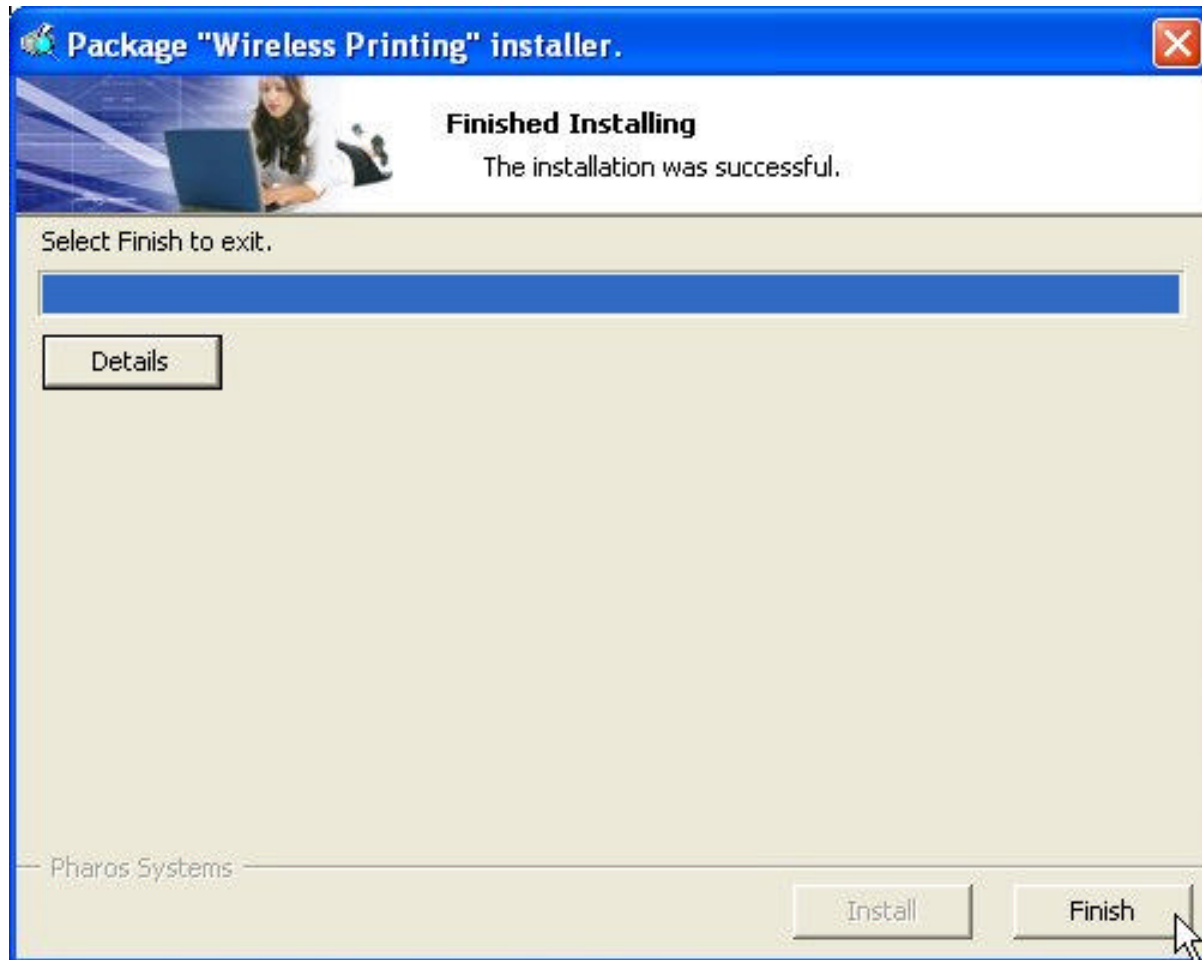 Package "Wireless Printing" installer.
Finished Installing
The installation was successful.
Select Finish to exit.
Details
Pharos Systems
Install
Finish